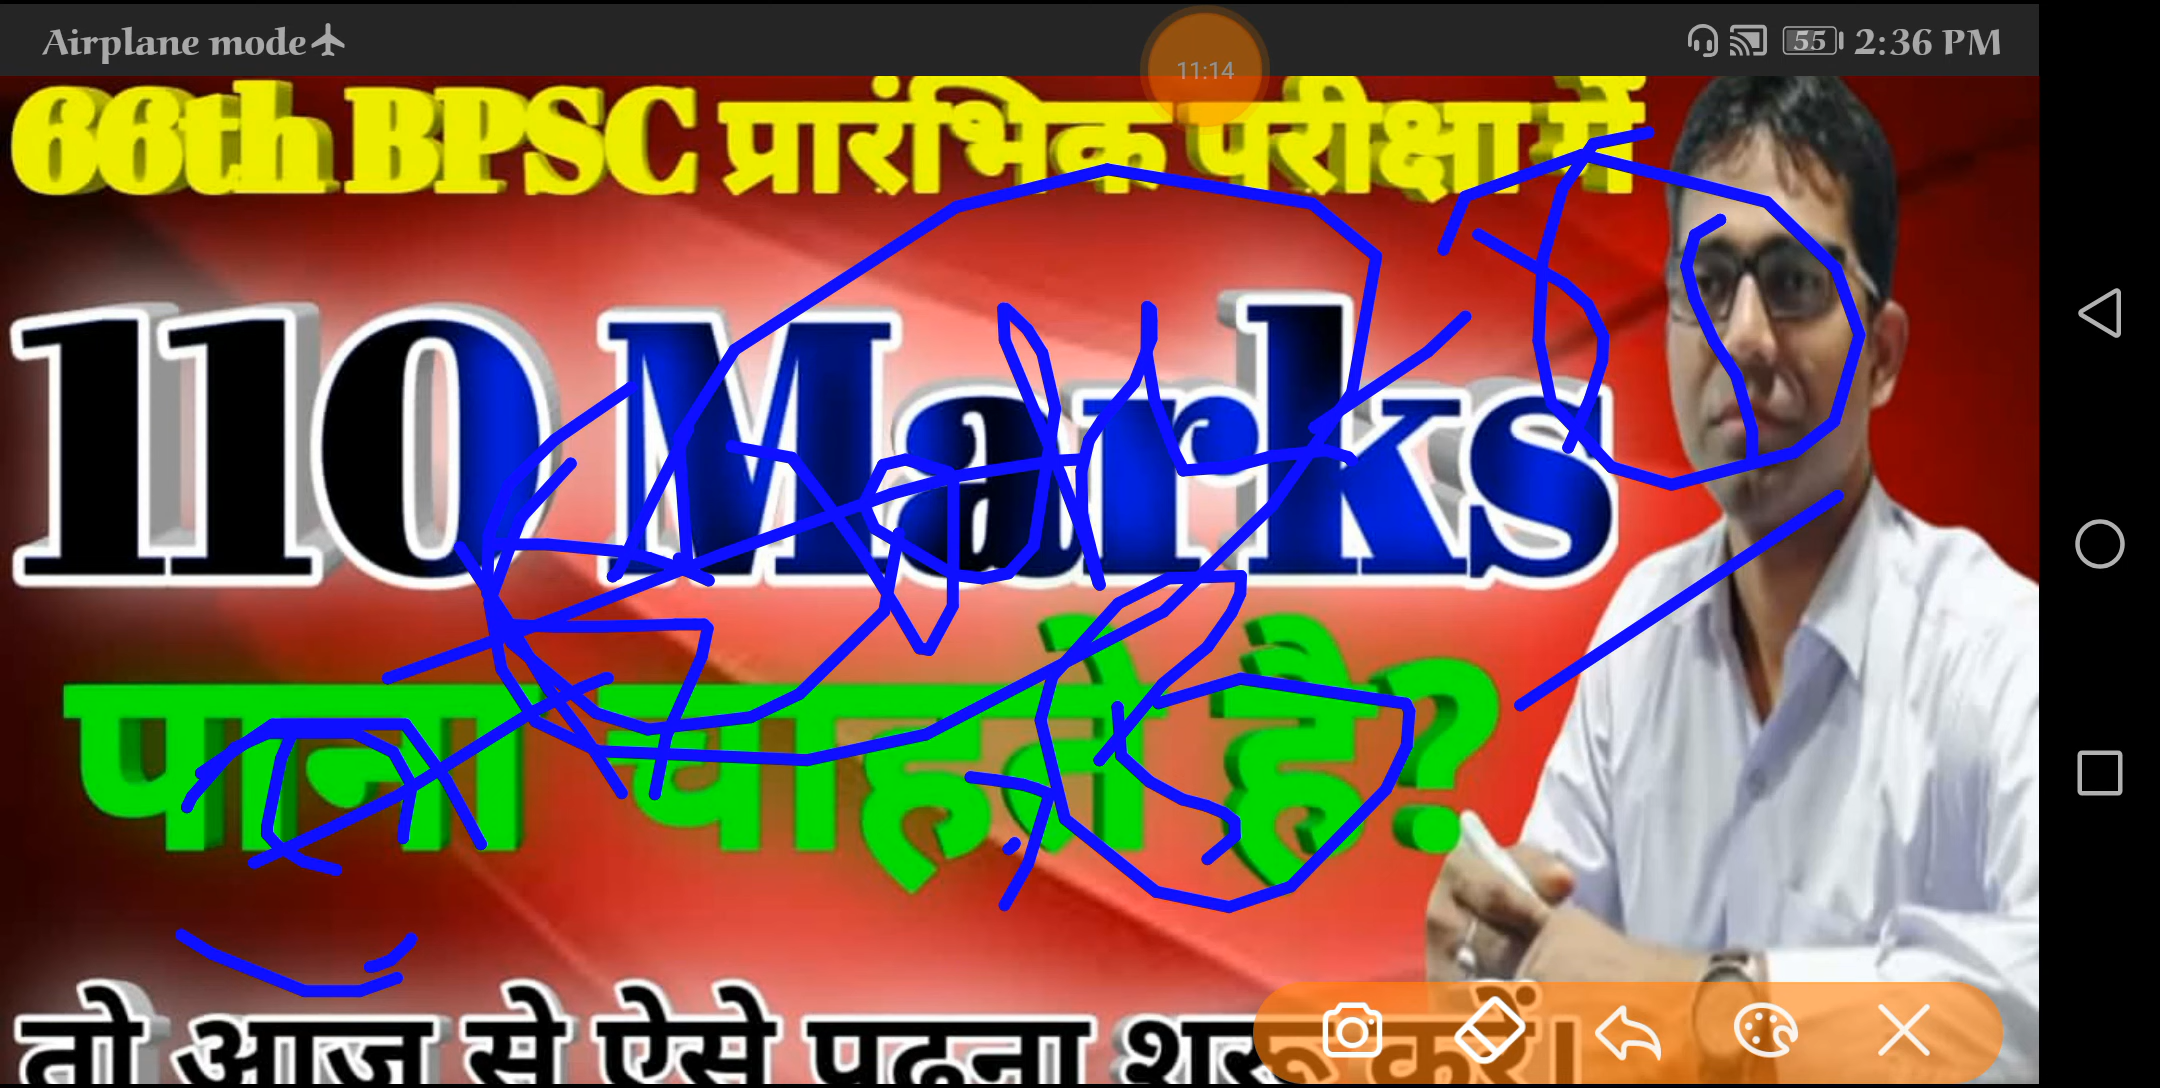 Airplane mode 55 2:36 PM
11:14
66th BPSC प्रारंभिक परीक्षा में
110 Marks
पाना चाहते है?
तो आज से ऐसे पढ़ना शुरू करें।